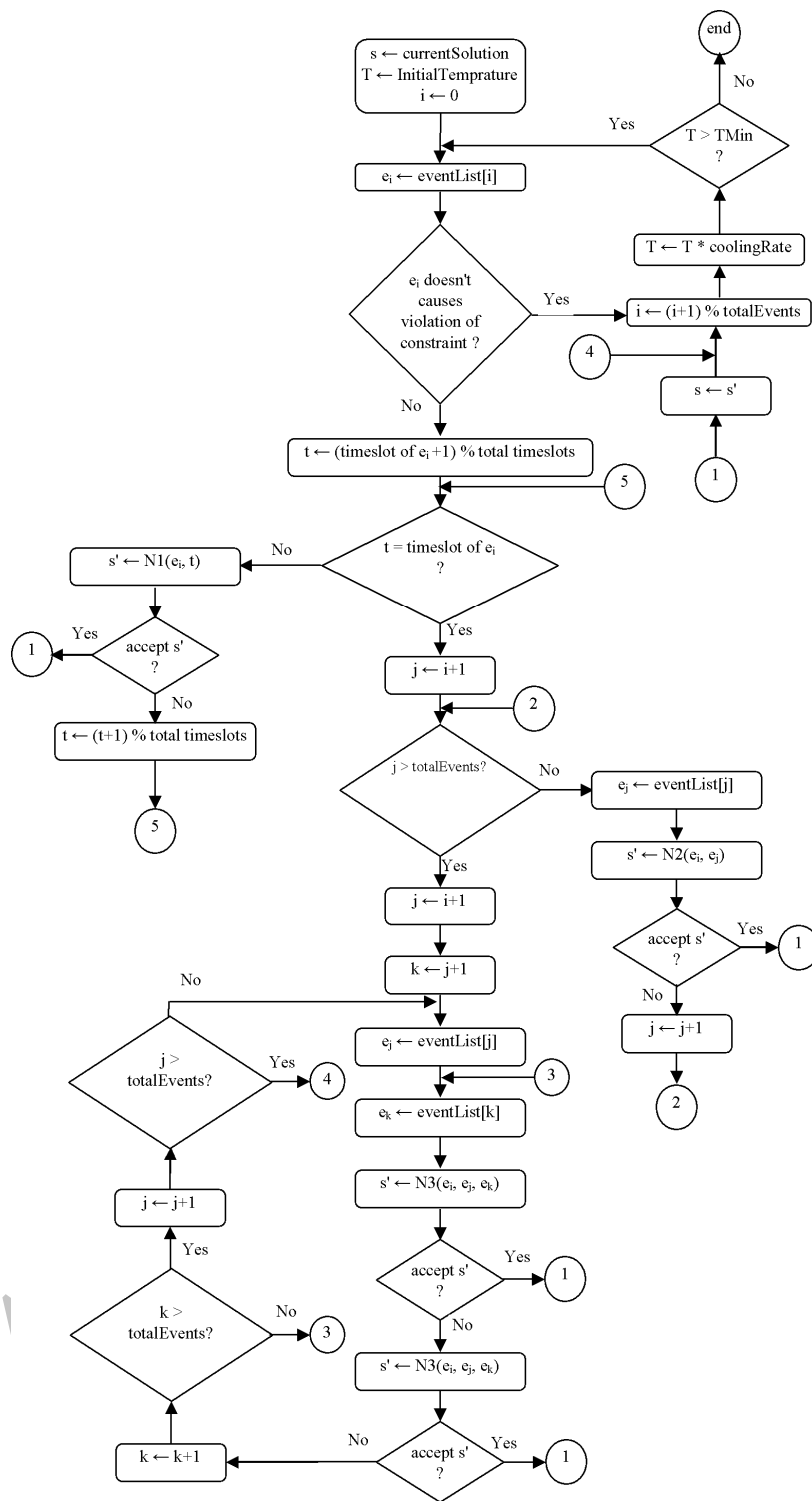 end
s ← currentSolution
T ← InitialTemprature
i ← 0
No
Yes
T > TMin
?
eᵢ ← eventList[i]
T ← T * coolingRate
eᵢ doesn't
causes
violation of
constraint ?
Yes
i ← (i+1) % totalEvents
4
s ← s'
No
1
t ← (timeslot of eᵢ +1) % total timeslots
5
t = timeslot of eᵢ
?
No
s' ← N1(eᵢ, t)
Yes
accept s'
?
1
Yes
No
j ← i+1
t ← (t+1) % total timeslots
2
5
j > totalEvents?
No
eⱼ ← eventList[j]
s' ← N2(eᵢ, eⱼ)
Yes
j ← i+1
accept s'
?
Yes
1
k ← j+1
No
No
j ← j+1
2
eⱼ ← eventList[j]
j >
totalEvents?
Yes
4
3
eₖ ← eventList[k]
s' ← N3(eᵢ, eⱼ, eₖ)
j ← j+1
Yes
accept s'
?
Yes
1
k >
totalEvents?
No
3
No
s' ← N3(eᵢ, eⱼ, eₖ)
k ← k+1
No
accept s'
?
Yes
1